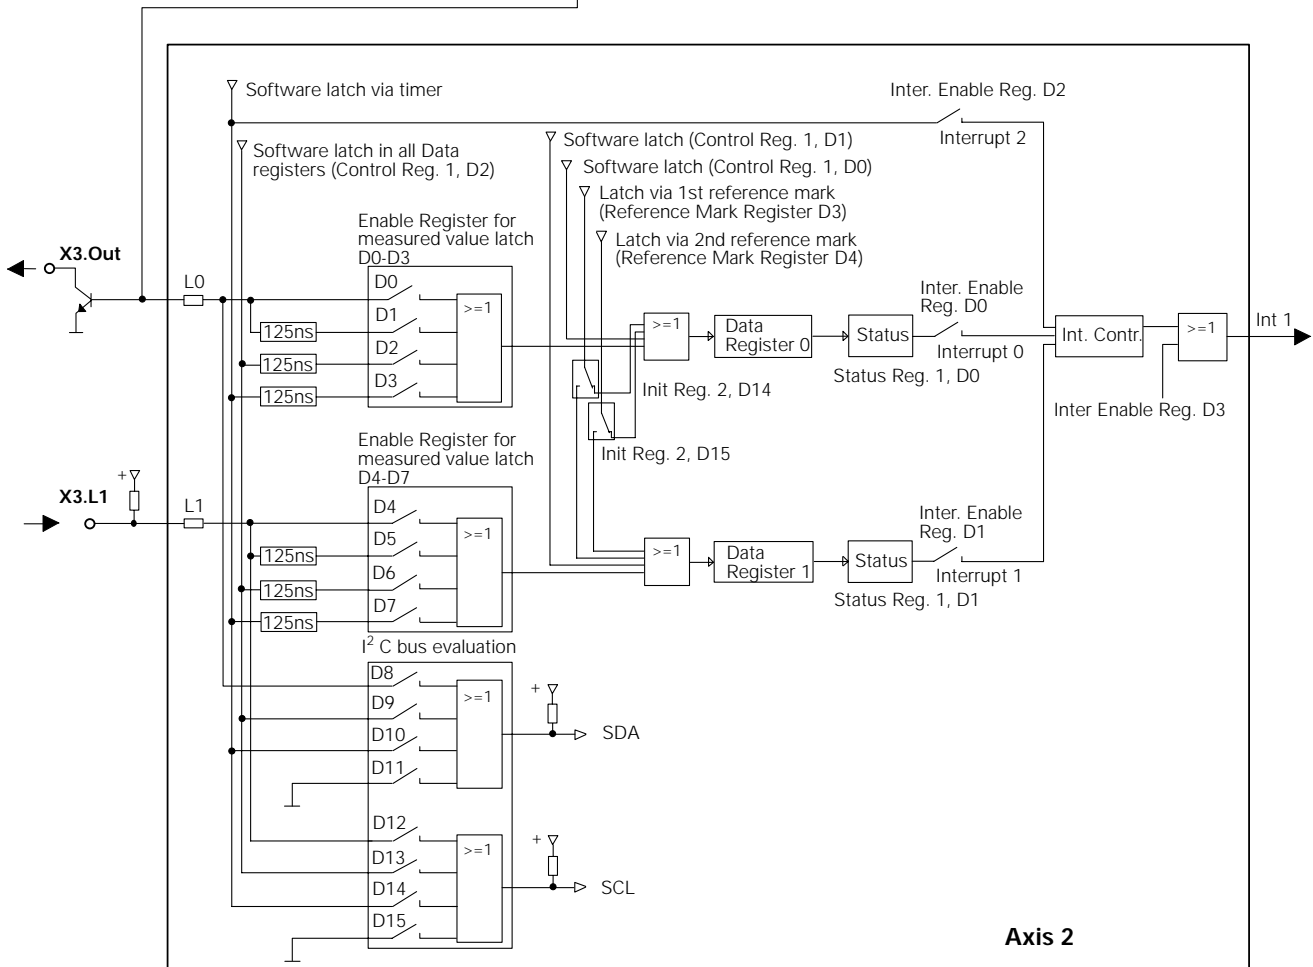 Software latch via timer
Inter. Enable Reg. D2
Interrupt 2
Software latch in all Data
registers (Control Reg. 1, D2)
Software latch (Control Reg. 1, D1)
Software latch (Control Reg. 1, D0)
Latch via 1st reference mark
(Reference Mark Register D3)
Latch via 2nd reference mark
(Reference Mark Register D4)
Enable Register for
measured value latch
D0-D3
X3.Out
L0
D0
D1
D2
D3
125ns
125ns
125ns
>=1
>=1
Data
Register 0
Status
Inter. Enable
Reg. D0
Interrupt 0
Status Reg. 1, D0
Int. Contr.
>=1
Int 1
Inter Enable Reg. D3
Init Reg. 2, D14
Init Reg. 2, D15
Enable Register for
measured value latch
D4-D7
+
X3.L1
L1
D4
D5
D6
D7
125ns
125ns
125ns
>=1
>=1
Data
Register 1
Status
Inter. Enable
Reg. D1
Interrupt 1
Status Reg. 1, D1
I² C bus evaluation
D8
D9
D10
D11
>=1
+
SDA
D12
D13
D14
D15
>=1
+
SCL
Axis 2